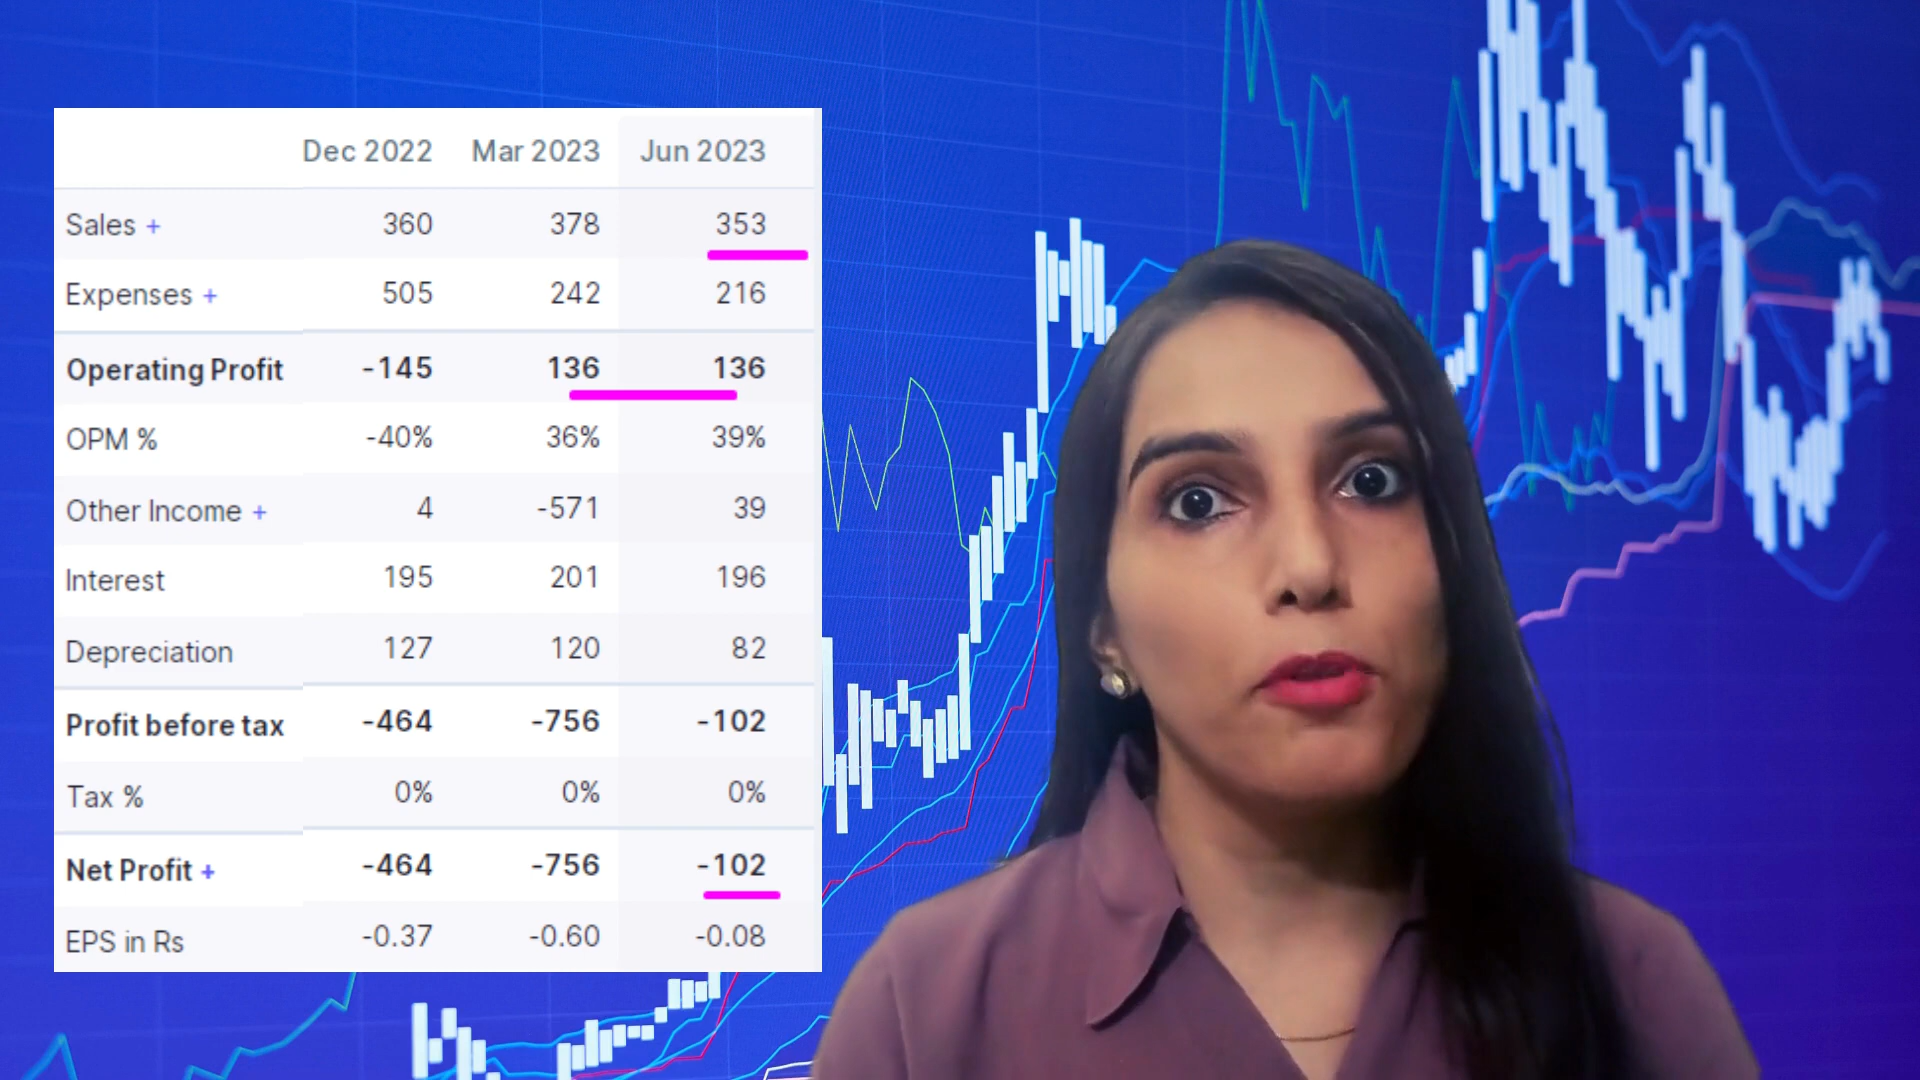 Dec 2022 Mar 2023 Jun 2023
Sales + 360 378 353
Expenses + 505 242 216
Operating Profit -145 136 136
OPM % -40% 36% 39%
Other Income + 4 -571 39
Interest 195 201 196
Depreciation 127 120 82
Profit before tax -464 -756 -102
Tax % 0% 0% 0%
Net Profit + -464 -756 -102
EPS in Rs -0.37 -0.60 -0.08